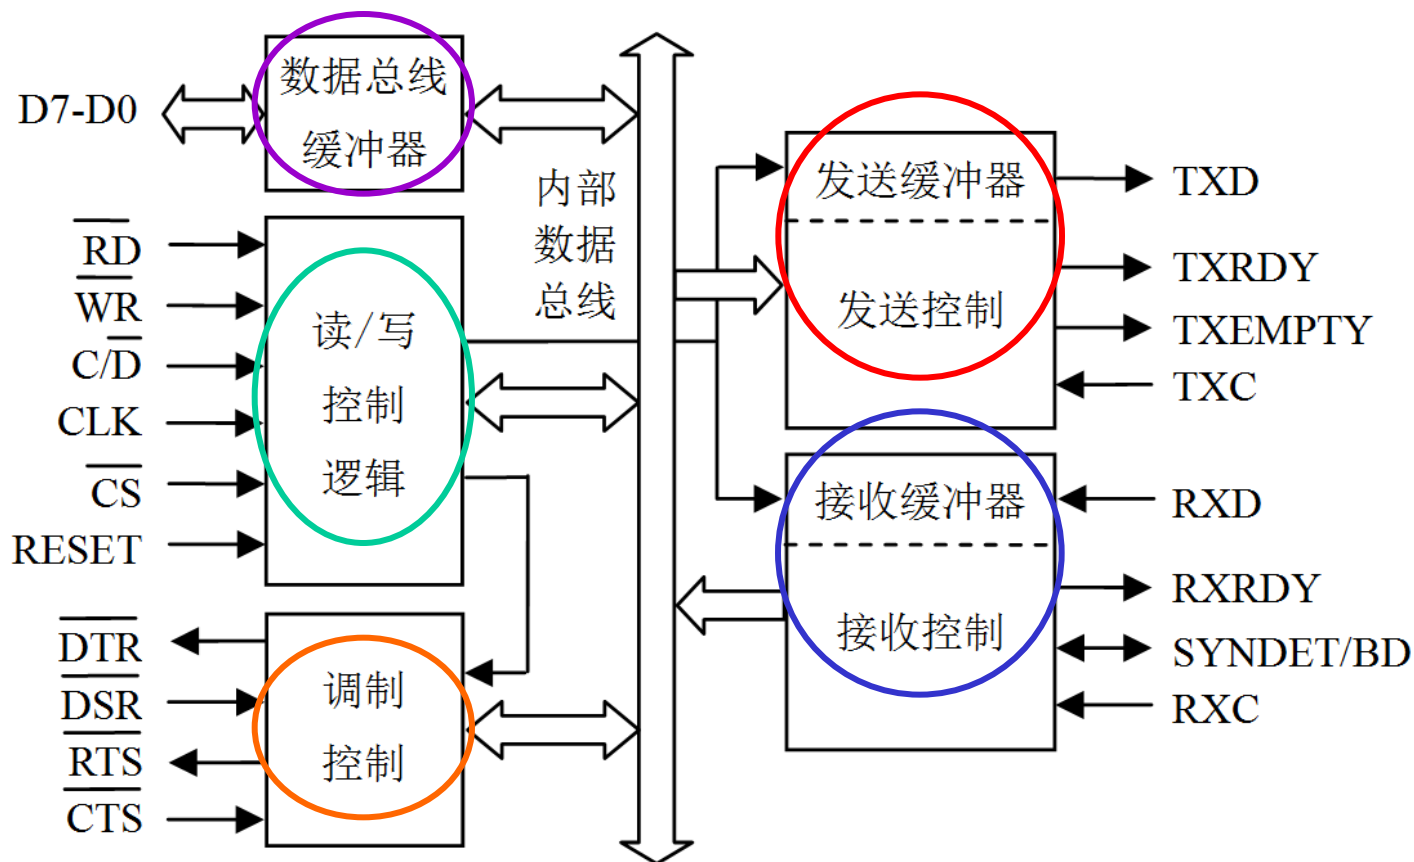 D7-D0
数据总线
缓冲器
RD
WR
C/D
CLK
CS
RESET
读/写
控制
逻辑
DTR
DSR
RTS
CTS
调制
控制
内部
数据
总线
发送缓冲器
发送控制
TXD
TXRDY
TXEMPTY
TXC
接收缓冲器
接收控制
RXD
RXRDY
SYNDET/BD
RXC